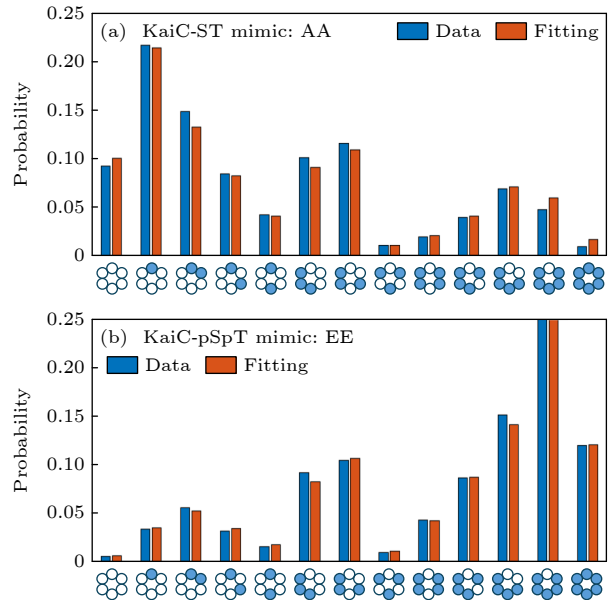 (a) KaiC-ST mimic: AA
Data Fitting
Probability
0.25
0.20
0.15
0.10
0.05
0
(b) KaiC-pSpT mimic: EE
Data Fitting
Probability
0.25
0.20
0.15
0.10
0.05
0